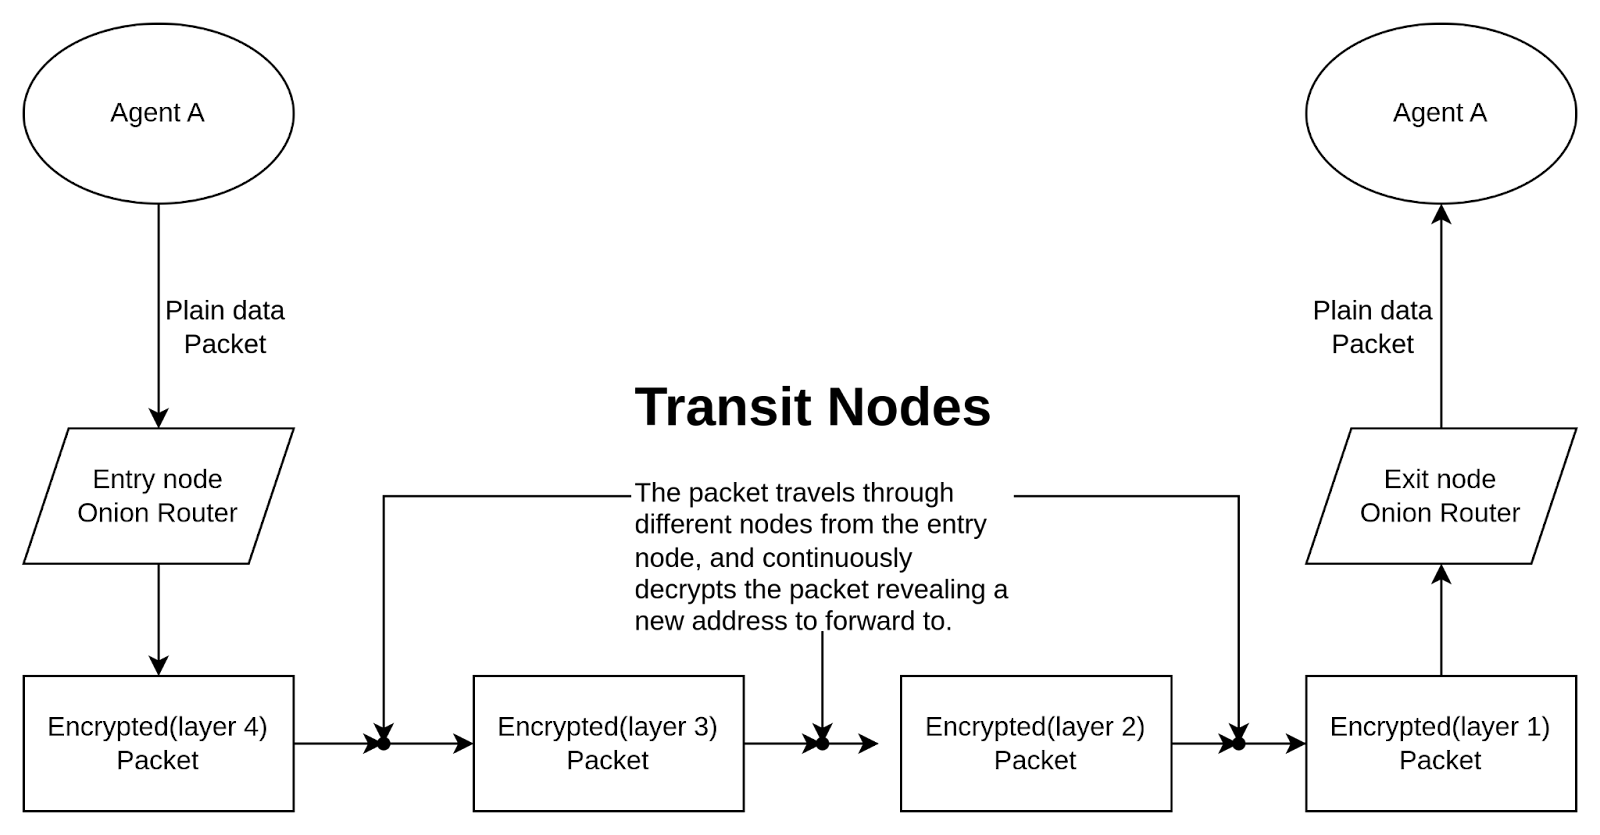 Agent A
Agent A
Plain data
Packet
Plain data
Packet
Transit Nodes
Entry node
Onion Router
The packet travels through
different nodes from the entry
node, and continuously
decrypts the packet revealing a
new address to forward to.
Exit node
Onion Router
Encrypted(layer 4)
Packet
Encrypted(layer 3)
Packet
Encrypted(layer 2)
Packet
Encrypted(layer 1)
Packet